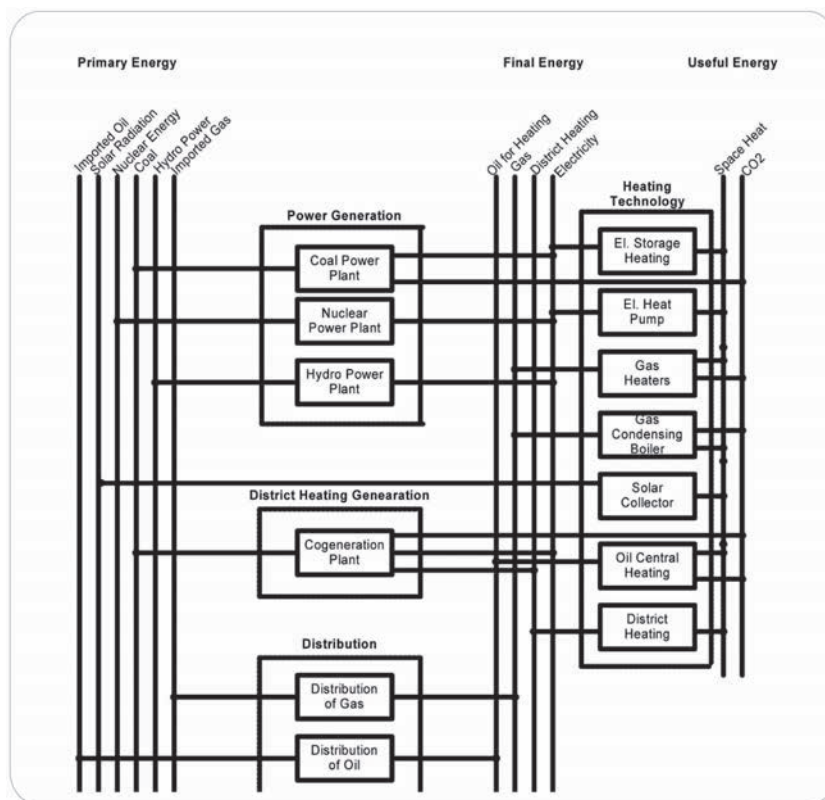 Primary Energy
Final Energy
Useful Energy
Imported Oil
Solar Radiation
Nuclear Energy
Coal
Hydro Power
Imported Gas
Oil for Heating
Gas
District Heating
Electricity
Space Heat
CO2
Heating
Technology
Power Generation
Coal Power
Plant
Nuclear
Power Plant
Hydro Power
Plant
El. Storage
Heating
El. Heat
Pump
Gas
Heaters
Gas
Condensing
Boiler
Solar
Collector
Oil Central
Heating
District
Heating
District Heating Genearation
Cogeneration
Plant
Distribution
Distribution
of Gas
Distribution
of Oil